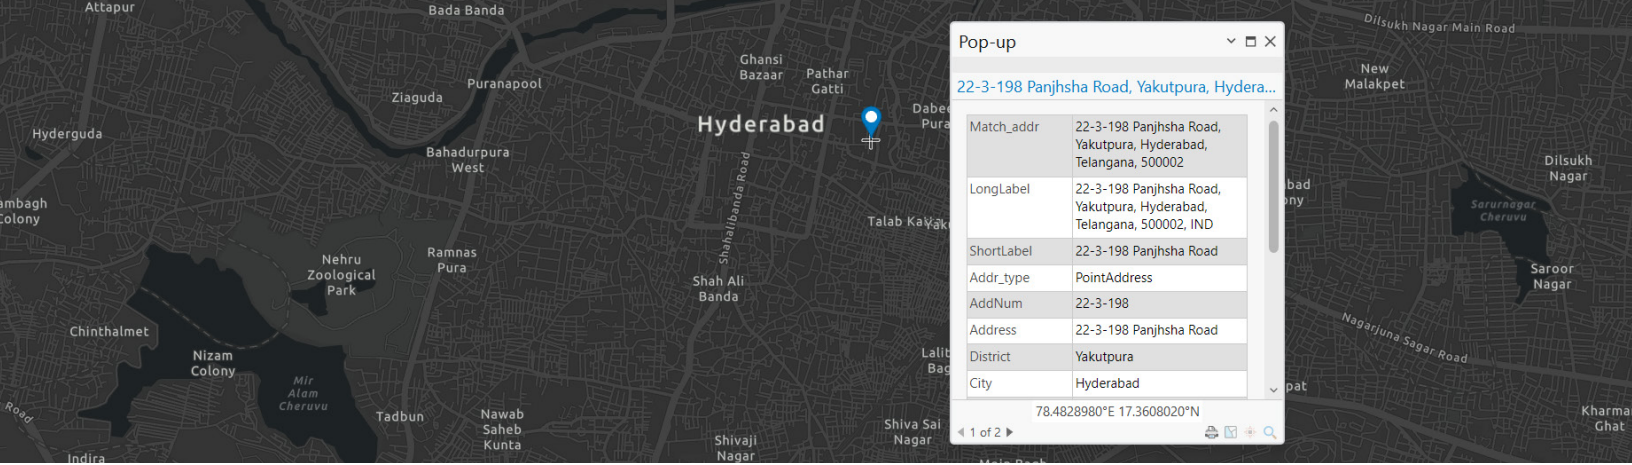 Attapur
Bada Banda
Dilsukh Nagar Main Road
Ghansi
Bazaar
Pathar
Gatti
New
Malakpet
Puranapool
Ziaguda
Hyderguda
Hyderabad
Bahadurpura
West
Dilsukh
Nagar
Colony
Shahalibanda Road
Talab
Sarurnagar
Cheruvu
Nehru
Zoological
Park
Ramnas
Pura
Shah Ali
Banda
Saroor
Nagar
Chinthalmet
Nizam
Colony
Mir
Alam
Cheruvu
Nagarjuna Sagar Road
Road
Tadbun
Nawab
Saheb
Kunta
Shiva Sai
Nagar
Shivaji
Nagar
Indira
Ghat
Pop-up
22-3-198 Panjhsha Road, Yakutpura, Hydera...
Match_addr 22-3-198 Panjhsha Road,
Yakutpura, Hyderabad,
Telangana, 500002
LongLabel 22-3-198 Panjhsha Road,
Yakutpura, Hyderabad,
Telangana, 500002, IND
ShortLabel 22-3-198 Panjhsha Road
Addr_type PointAddress
AddNum 22-3-198
Address 22-3-198 Panjhsha Road
District Yakutpura
City Hyderabad
78.4828980°E 17.3608020°N
1 of 2